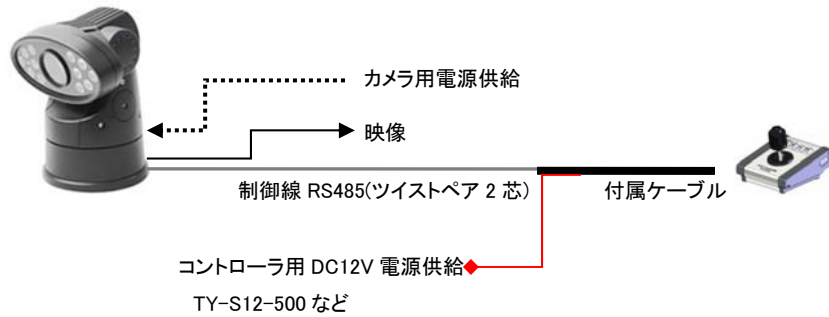 カメラ用電源供給
映像
制御線 RS485(ツイストペア 2 芯)
付属ケーブル
コントローラ用 DC12V 電源供給
TY-S12-500 など